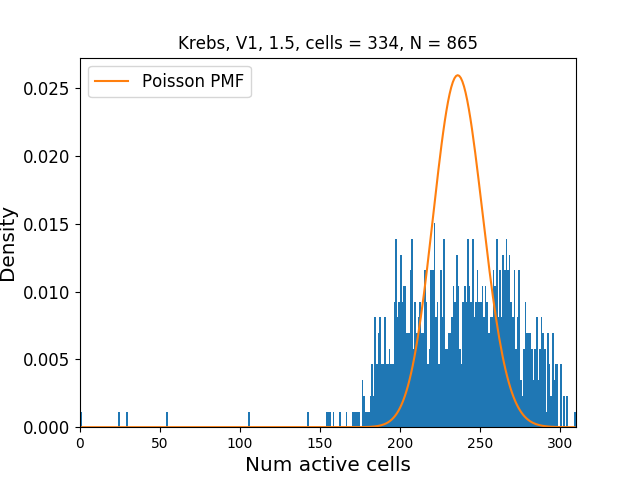 Krebs, V1, 1.5, cells = 334, N = 865
Poisson PMF
0.025
0.020
0.015
0.010
0.005
0.000
Density
0 50 100 150 200 250 300
Num active cells